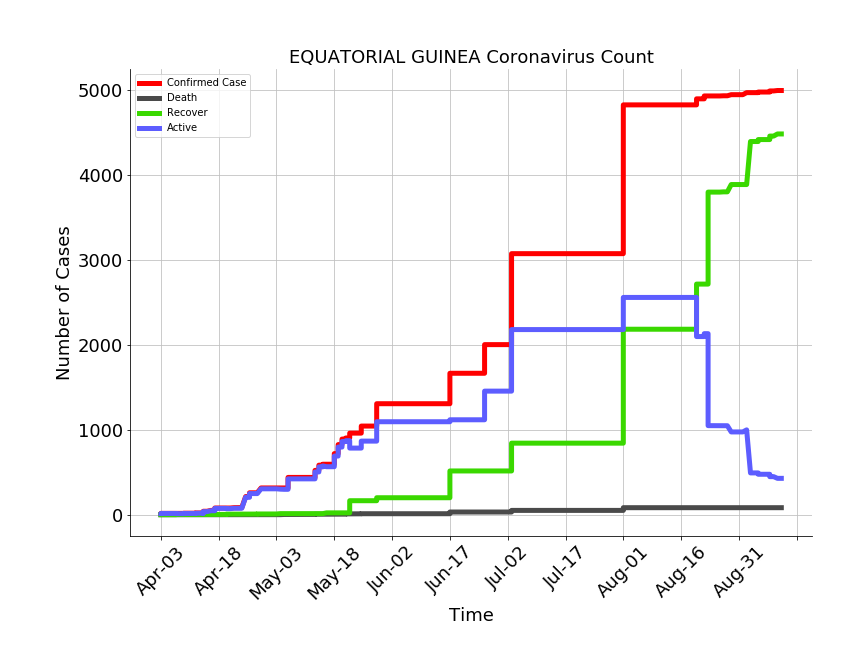 EQUATORIAL GUINEA Coronavirus Count
Confirmed Case
Death
Recover
Active
Number of Cases
5000
4000
3000
2000
1000
0
Apr-03
Apr-18
May-03
May-18
Jun-02
Jun-17
Jul-02
Jul-17
Aug-01
Aug-16
Aug-31
Time